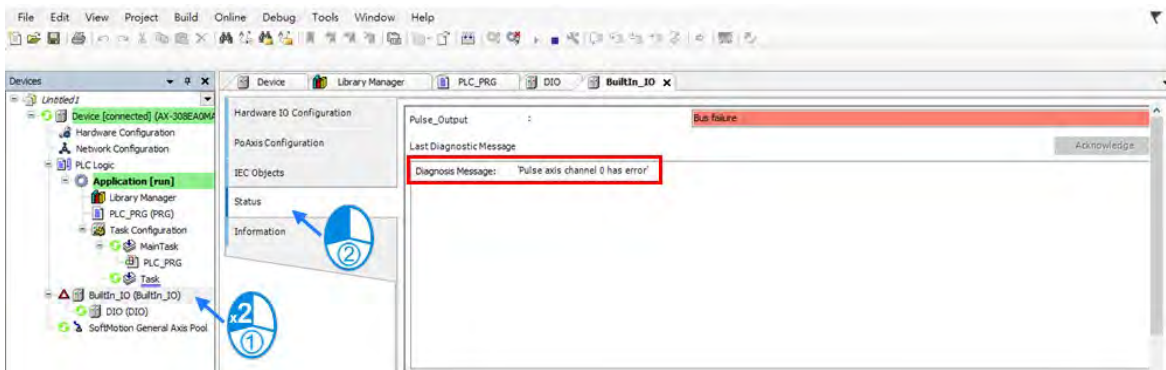 File Edit View Project Build Online Debug Tools Window Help
Devices
Device
Library Manager
PLC_PRG
DIO
BuiltIn_IO
Untitled1
Device [connected] (AX-308EA0MA
Hardware Configuration
Network Configuration
PLC Logic
Application [run]
Library Manager
PLC_PRG (PRG)
Task Configuration
MainTask
PLC_PRG
Task
BuiltIn_IO (BuiltIn_IO)
DIO (DIO)
SoftMotion General Axis Pool
x2
①
Hardware IO Configuration
PoAxis Configuration
IEC Objects
Status
Information
②
Pulse_Output : Bus failure
Last Diagnostic Message Acknowledge
Diagnosis Message: 'Pulse axis channel 0 has error'